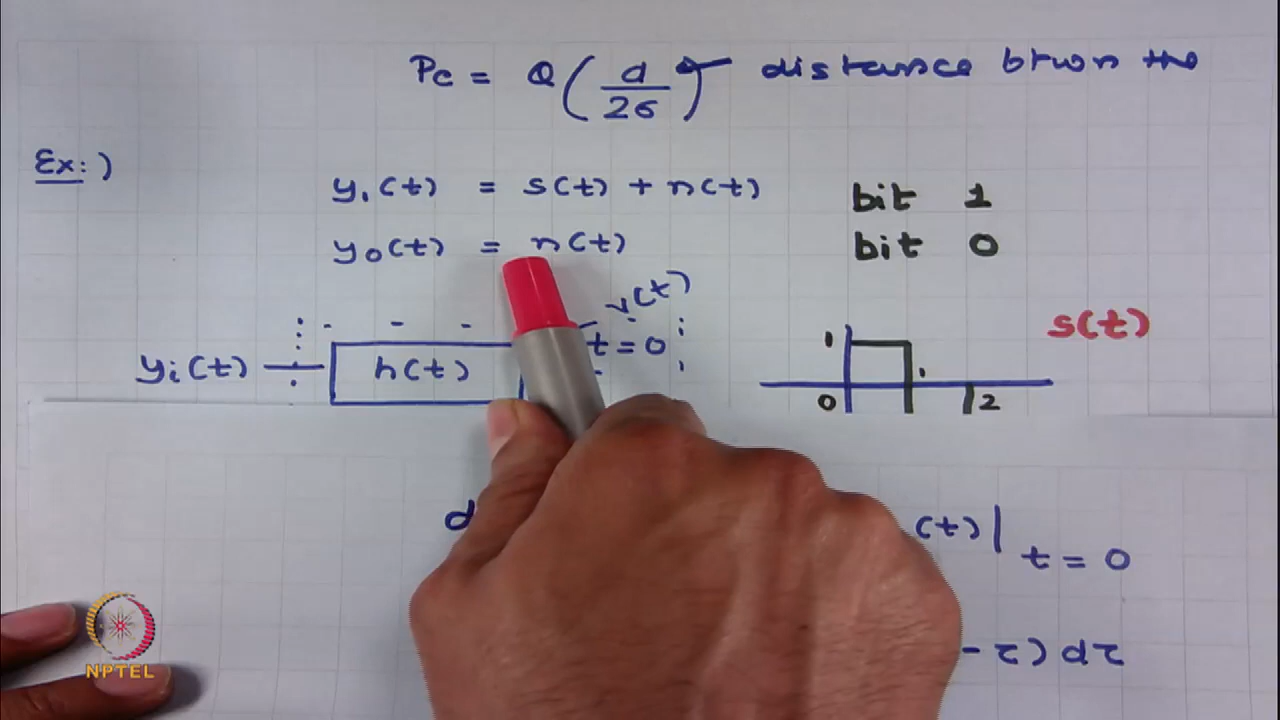 Pe = Q(d/2σ) distance btwn the
Ex:)
y₁(t) = s(t) + n(t) bit 1
y₀(t) = n(t) bit 0
v(t)
s(t)
t = 0
yᵢ(t) h(t)
1
1
0 2
d (t)| t = 0
- τ) dτ
NPTEL